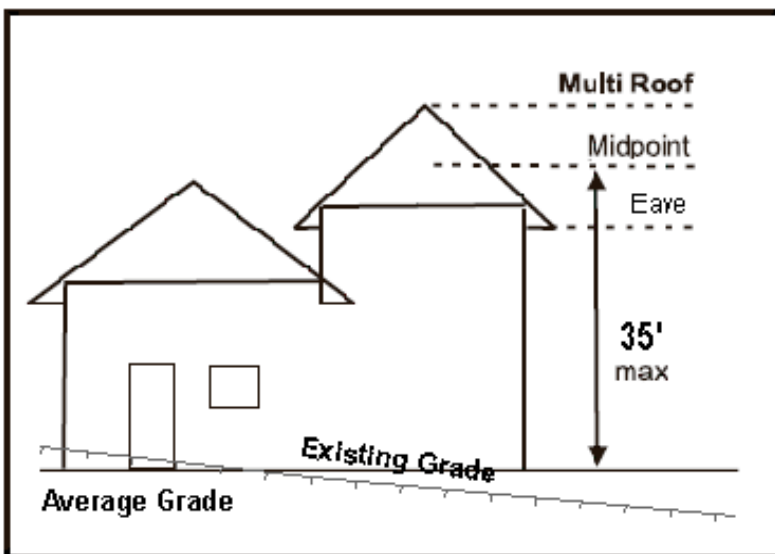 Multi Roof
Midpoint
Eave
35'
max
Existing Grade
Average Grade